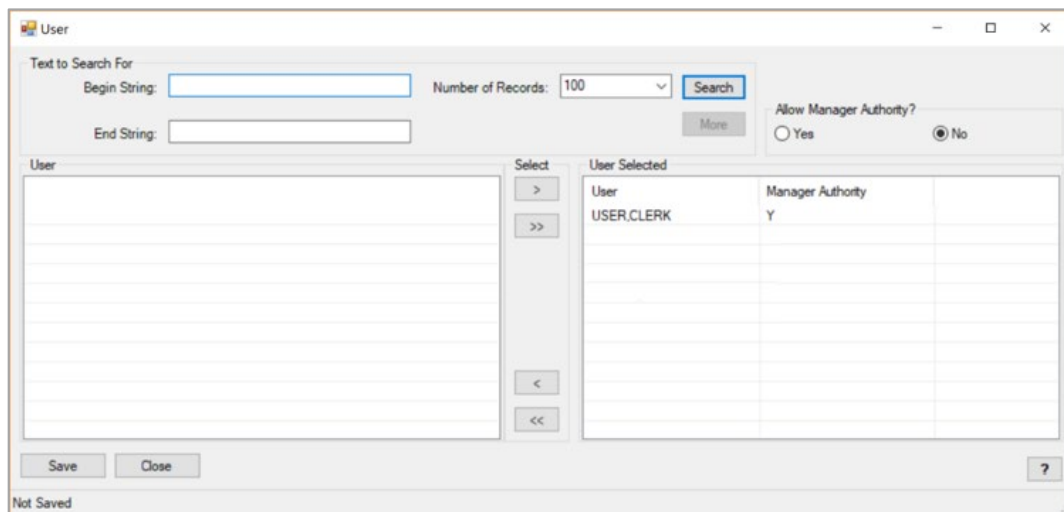 User
Text to Search For
Begin String:
Number of Records: 100 Search
End String:
More
Allow Manager Authority?
Yes No
User
Select
> 
>>
<
<<
User Selected
User Manager Authority
USER,CLERK Y
Save Close ?
Not Saved